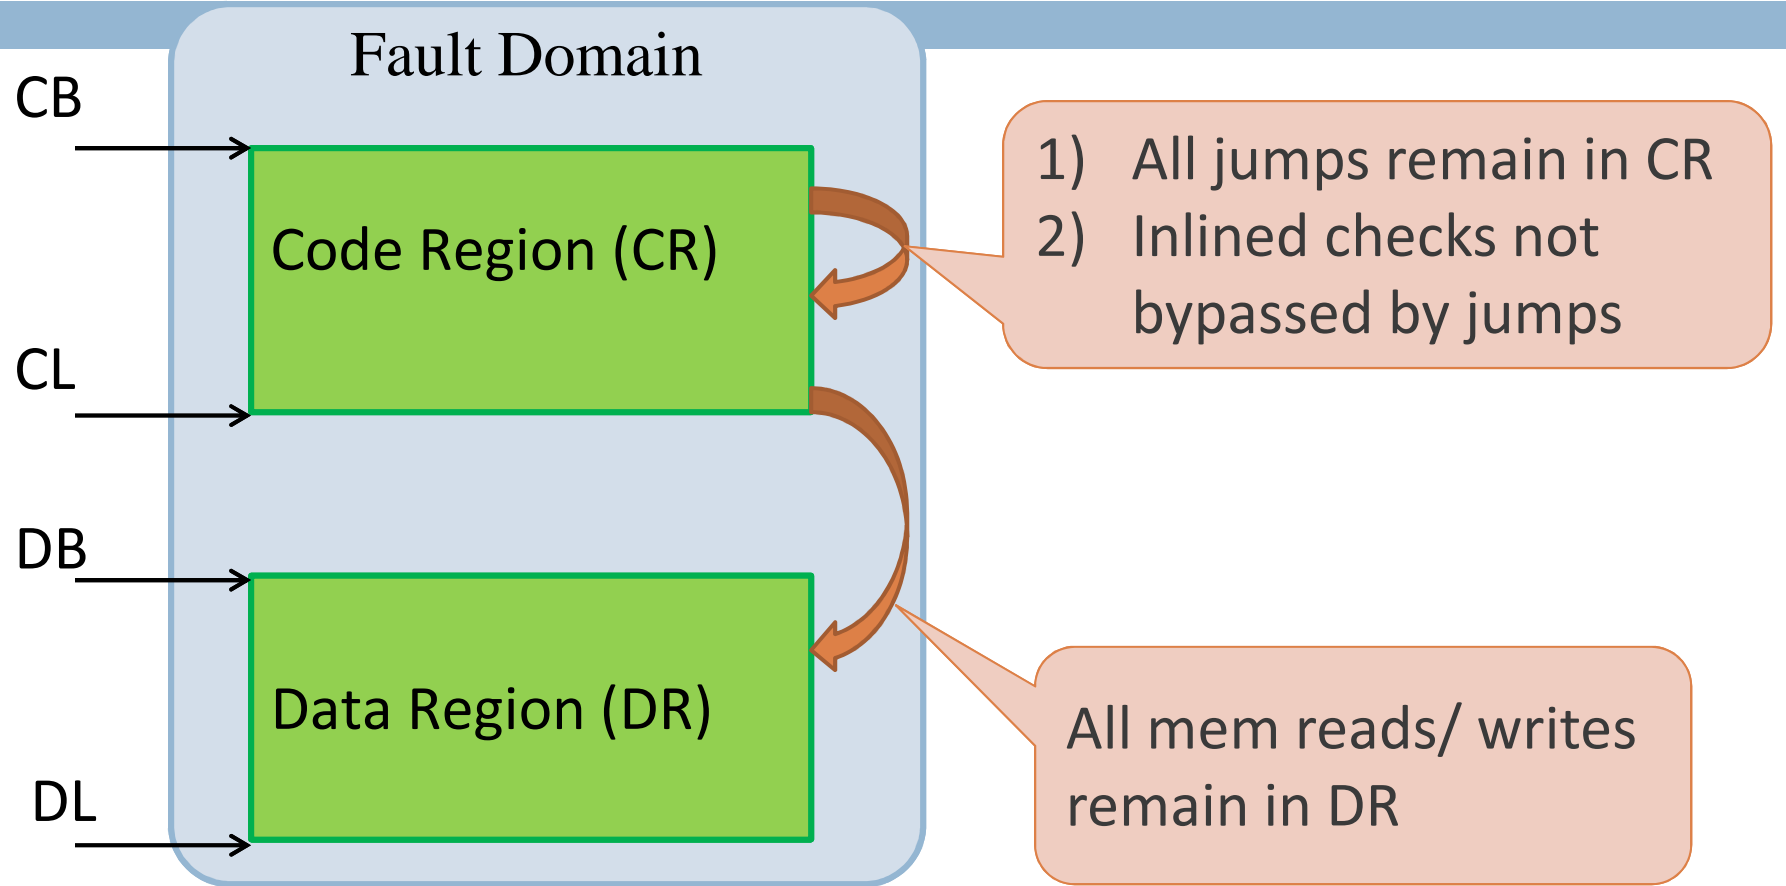 Fault Domain
CB
Code Region (CR)
CL
DB
Data Region (DR)
DL
1) All jumps remain in CR
2) Inlined checks not
bypassed by jumps
All mem reads/ writes
remain in DR